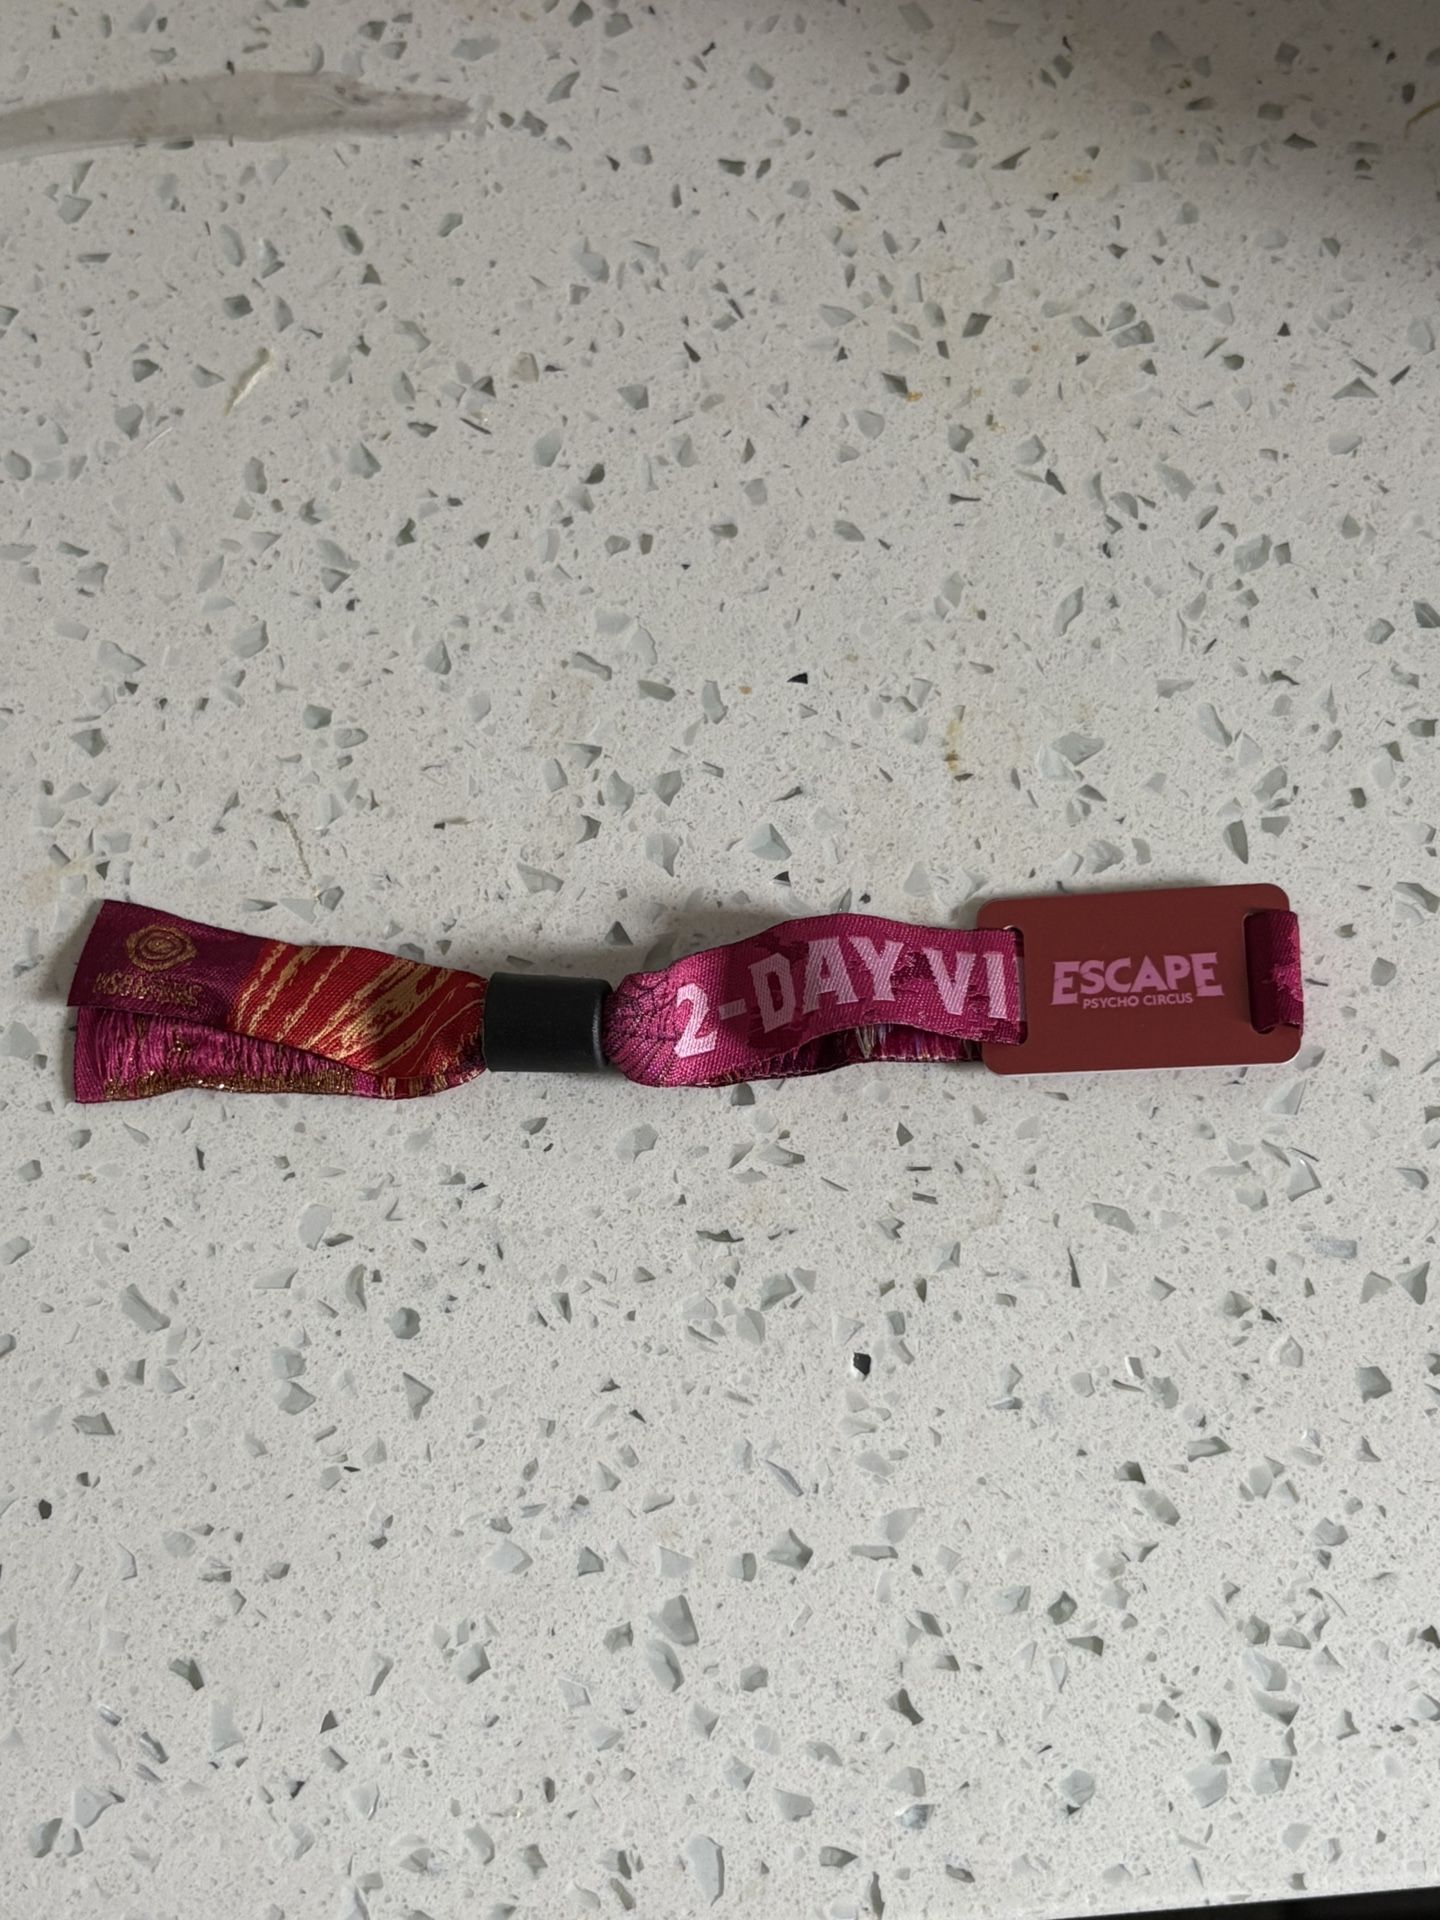 2-DAY VI
ESCAPE
PSYCHO CIRCUS